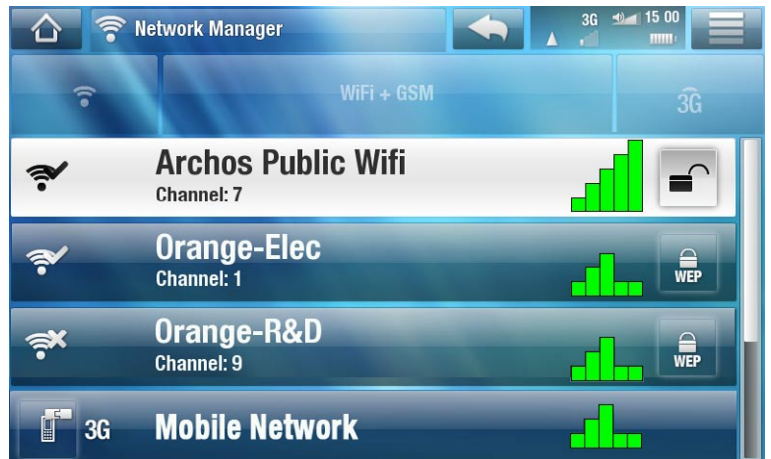 Network Manager
3G
15 00
WiFi + GSM
3G
Archos Public Wifi
Channel: 7
Orange-Elec
Channel: 1
WEP
Orange-R&D
Channel: 9
WEP
3G
Mobile Network